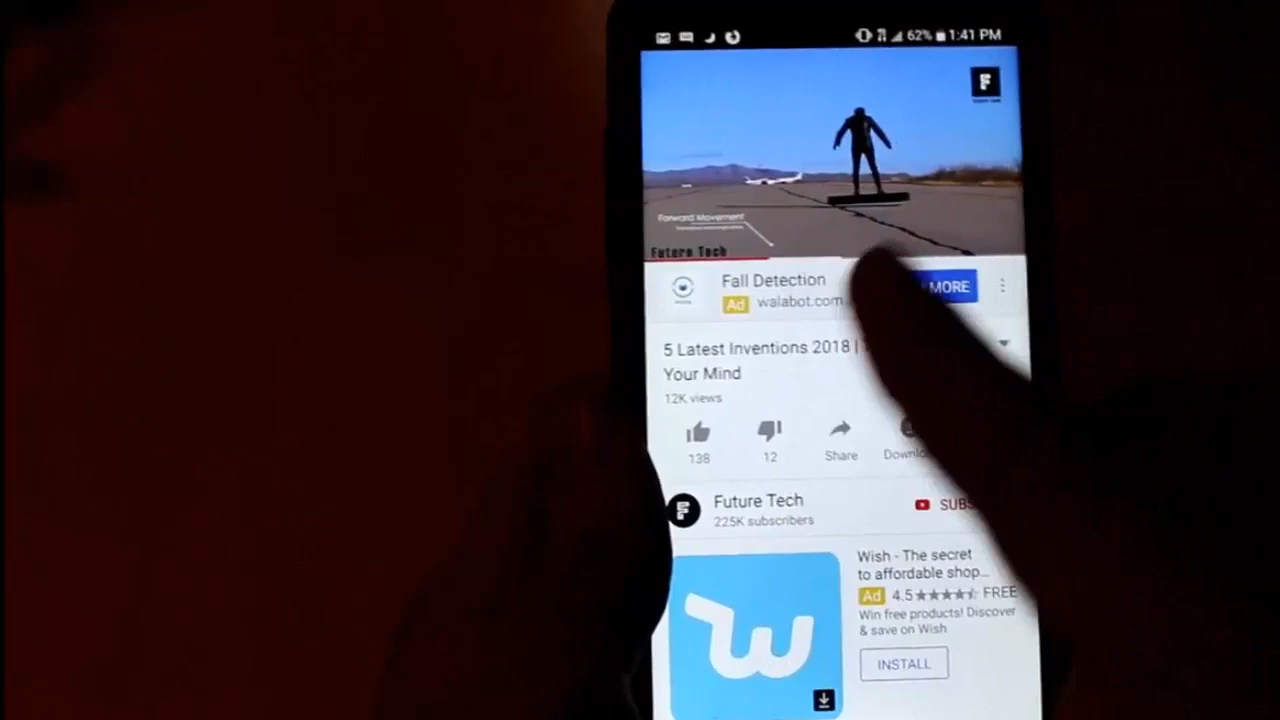 62% 1:41 PM
Forward Movement
Future Tech
Fall Detection
MORE
Ad walabot.com
5 Latest Inventions 2018 |
Your Mind
12K views
138 12 Share Downlo
Future Tech
SUBS
225K subscribers
Wish - The secret
to affordable shop...
Ad 4.5 FREE
Win free products! Discover
& save on Wish
INSTALL